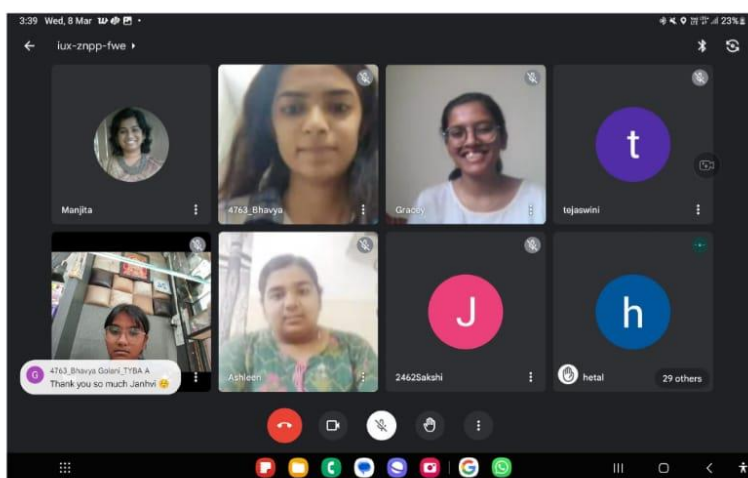 3:39 Wed, 8 Mar
23%
iux-znpp-fwe
Manjita
4763_Bhavya
Gracey
t
tejaswini
G
4763_Bhavya Golani_TYBA A
Thank you so much Janhvi 😊
Ashleen
J
2462Sakshi
h
hetal
29 others